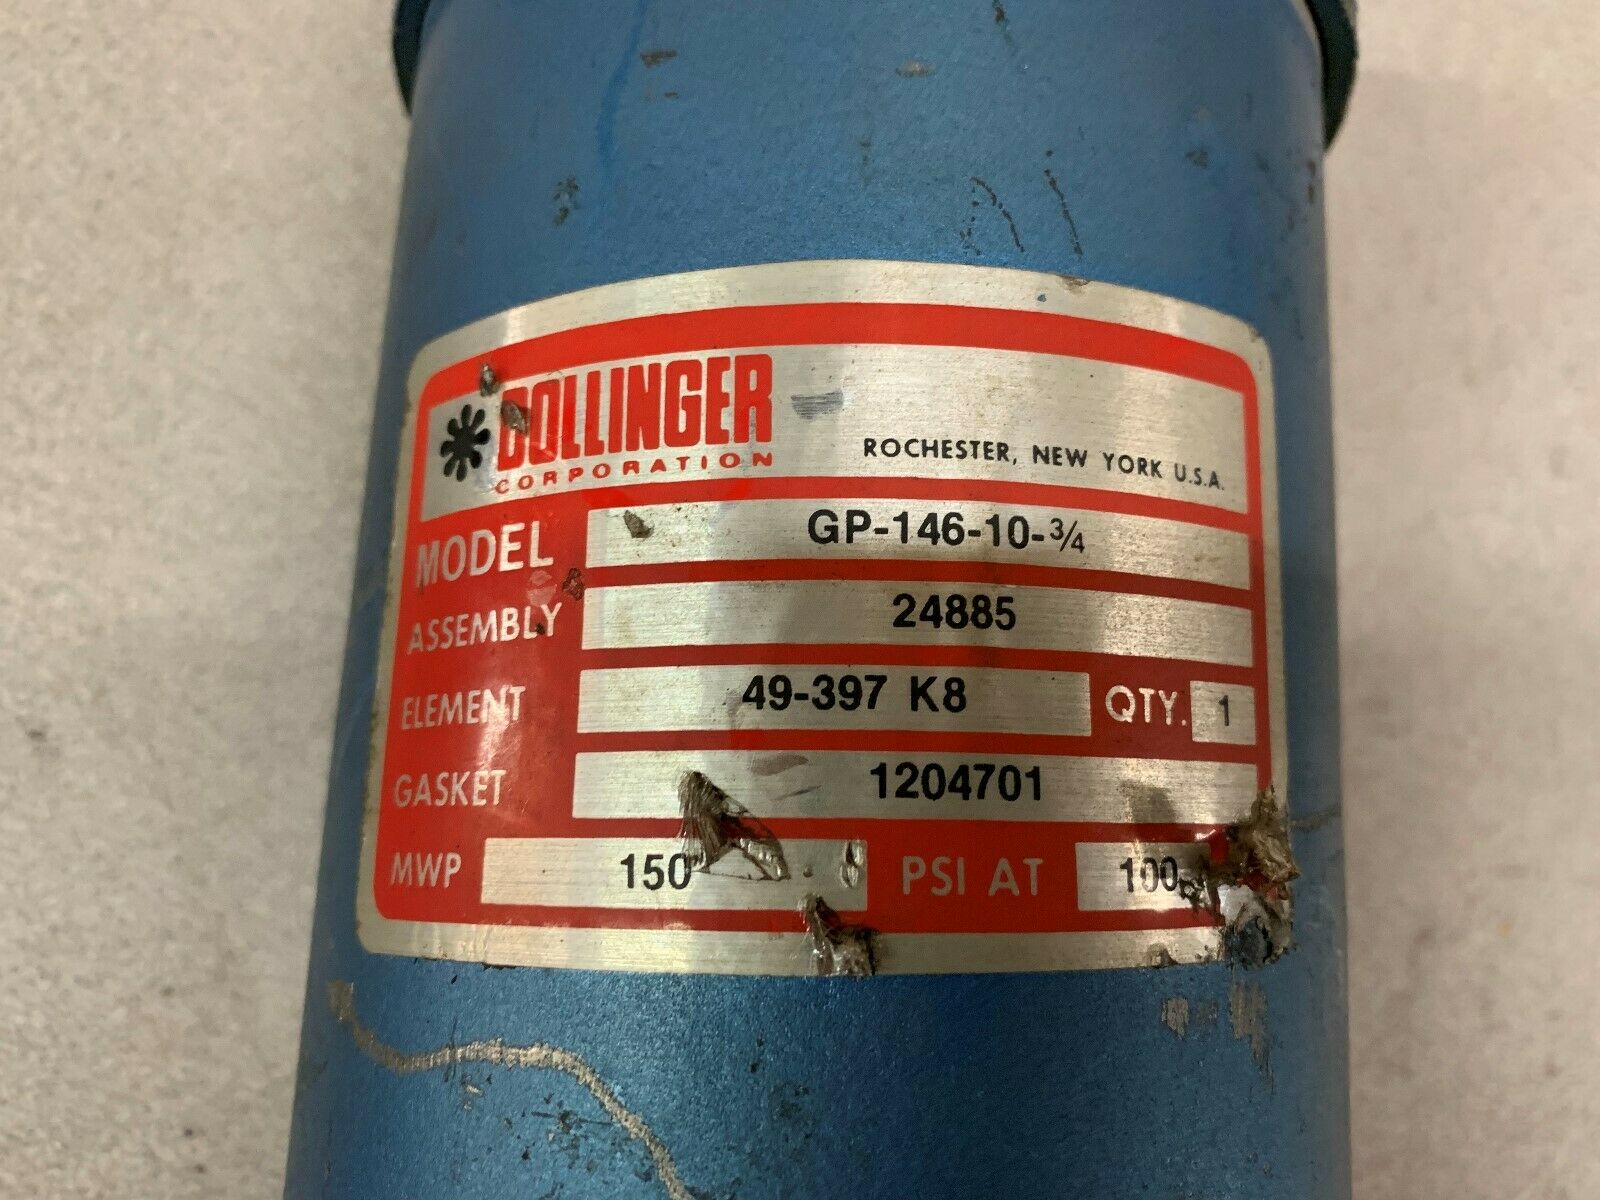 DOLLINGER
CORPORATION
ROCHESTER, NEW YORK U.S.A.
MODEL GP-146-10-3/4
ASSEMBLY 24885
ELEMENT 49-397 K8 QTY. 1
GASKET 1204701
MWP 150 PSI AT 100